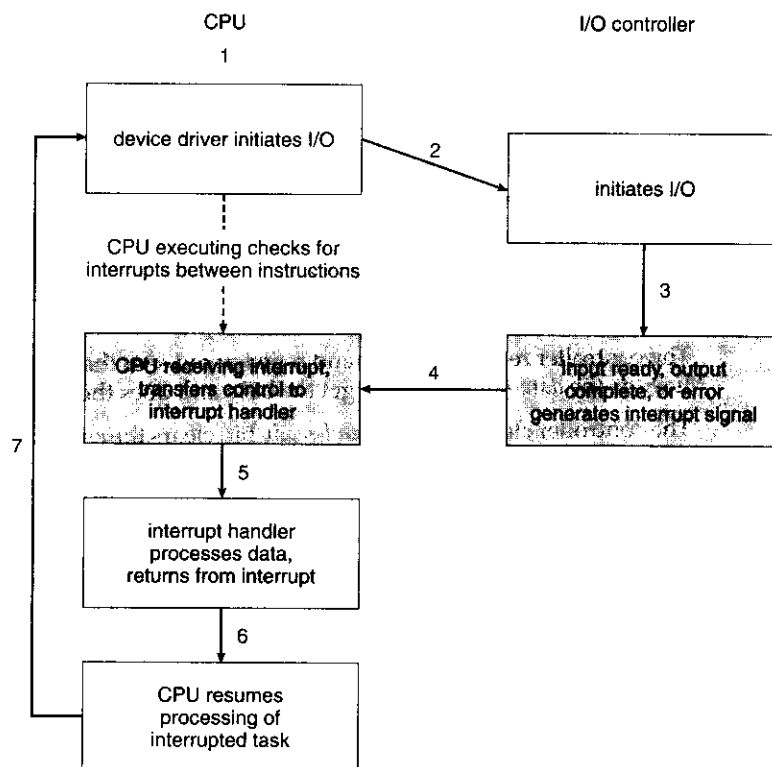 CPU
I/O controller
1
device driver initiates I/O
2
initiates I/O
CPU executing checks for
interrupts between instructions
3
CPU receiving interrupt,
transfers control to
interrupt handler
4
input ready, output
complete, or error
generates interrupt signal
7
5
interrupt handler
processes data,
returns from interrupt
6
CPU resumes
processing of
interrupted task